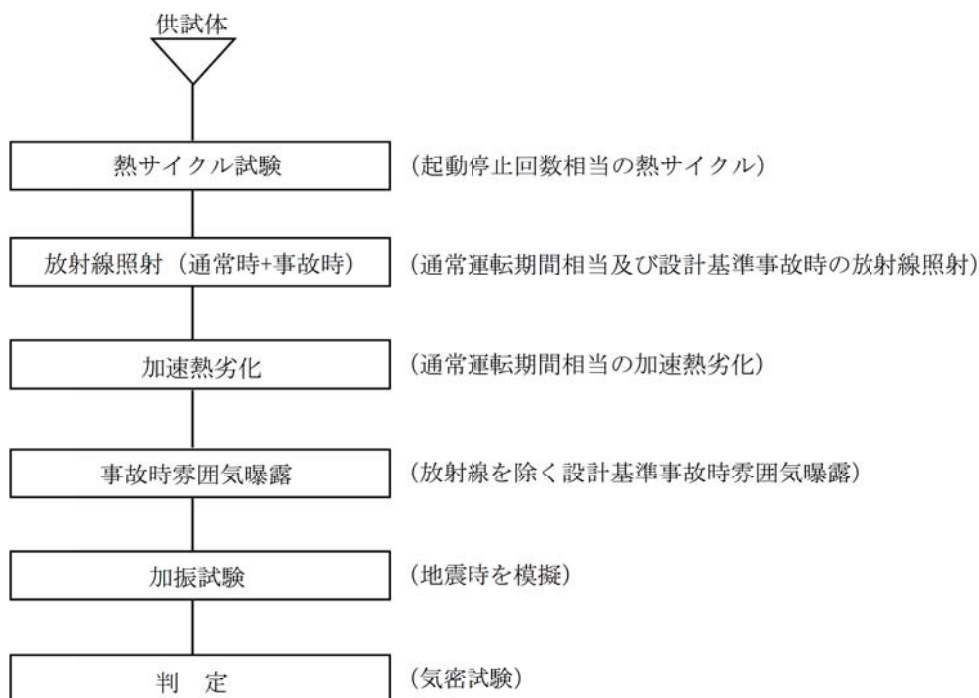 供試体
熱サイクル試験 (起動停止回数相当の熱サイクル)
放射線照射(通常時+事故時) (通常運転期間相当及び設計基準事故時の放射線照射)
加速熱劣化 (通常運転期間相当の加速熱劣化)
事故時雰囲気曝露 (放射線を除く設計基準事故時雰囲気曝露)
加振試験 (地震時を模擬)
判 定 (気密試験)